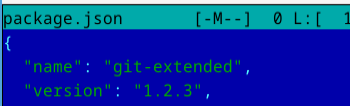 package.json [-M--] 0 L:[ 1
{
"name": "git-extended",
"version": "1.2.3",